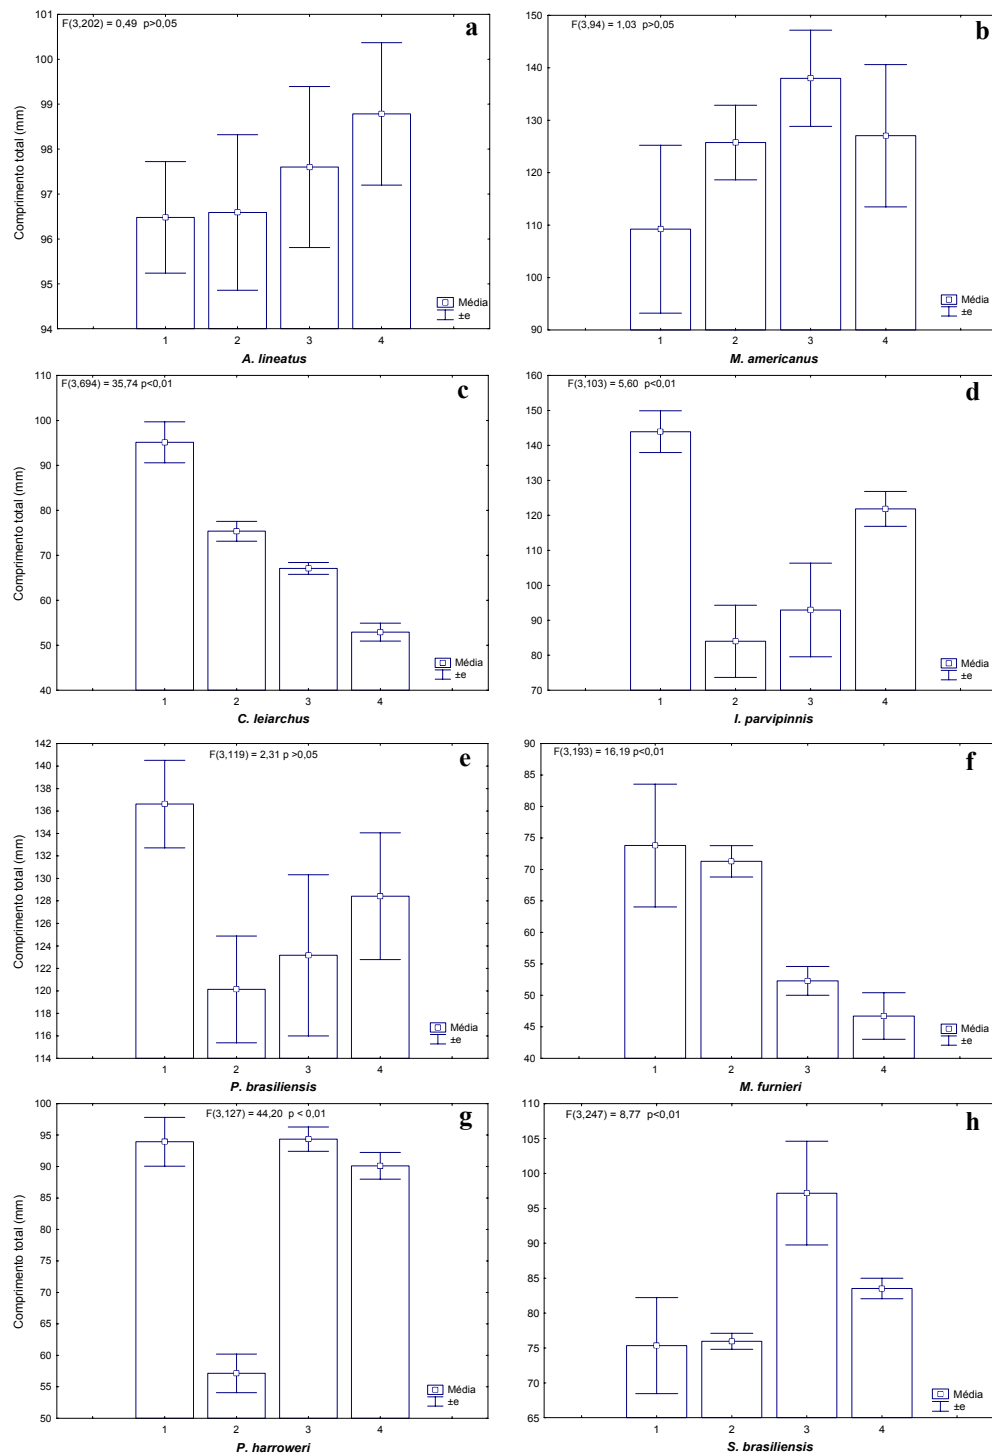 F(3,202) = 0,49 p>0,05
a
Comprimento total (mm)
101
100
99
98
97
96
95
94
Média
±e
1 2 3 4
A. lineatus
F(3,94) = 1,03 p>0,05
b
150
140
130
120
110
100
90
Média
±e
1 2 3 4
M. americanus
F(3,694) = 35,74 p<0,01
c
Comprimento total (mm)
110
100
90
80
70
60
50
40
Média
±e
1 2 3 4
C. leiarchus
F(3,103) = 5,60 p<0,01
d
160
150
140
130
120
110
100
90
80
70
Média
±e
1 2 3 4
I. parvipinnis
F(3,119) = 2,31 p >0,05
e
Comprimento total (mm)
142
140
138
136
134
132
130
128
126
124
122
120
118
116
114
Média
±e
1 2 3 4
P. brasiliensis
F(3,193) = 16,19 p<0,01
f
90
85
80
75
70
65
60
55
50
45
40
Média
±e
1 2 3 4
M. furnieri
F(3,127) = 44,20 p < 0,01
g
Comprimento total (mm)
100
95
90
85
80
75
70
65
60
55
50
Média
±e
1 2 3 4
P. harroweri
F(3,247) = 8,77 p<0,01
h
110
105
100
95
90
85
80
75
70
65
Média
±e
1 2 3 4
S. brasiliensis